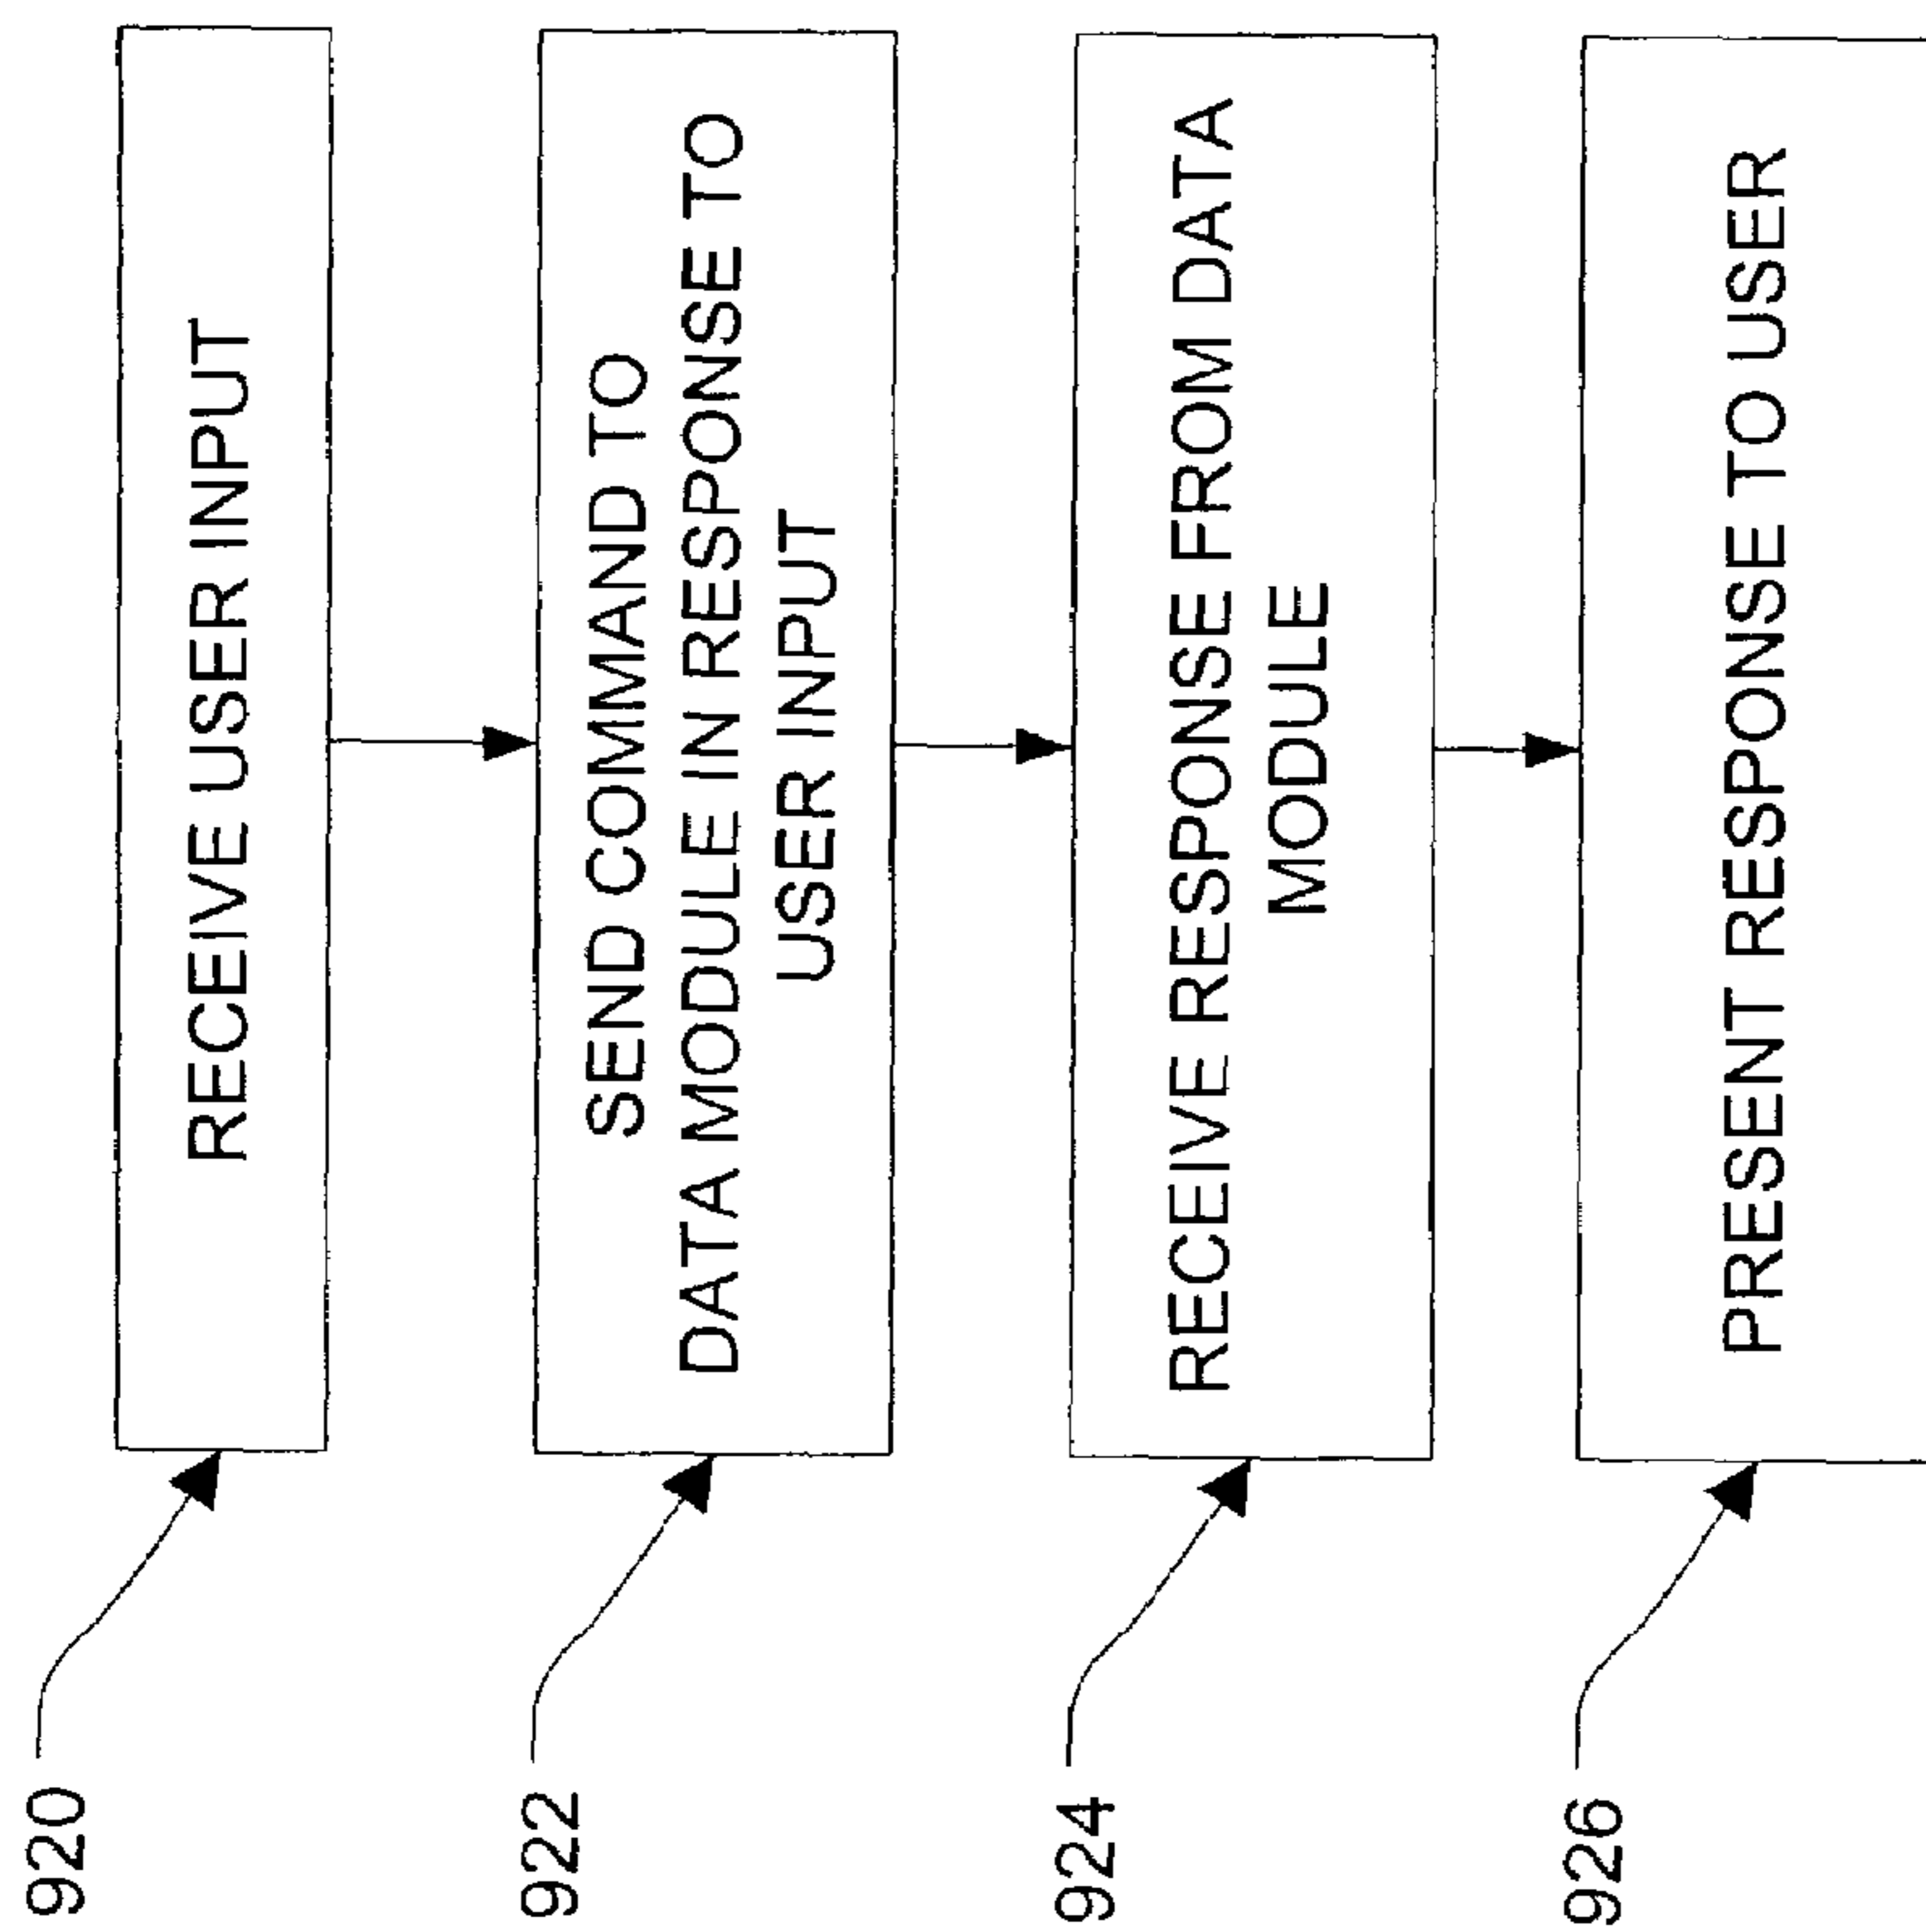 920
RECEIVE USER INPUT
922
SEND COMMAND TO
DATA MODULE IN RESPONSE TO
USER INPUT
924
RECEIVE RESPONSE FROM DATA
MODULE
926
PRESENT RESPONSE TO USER